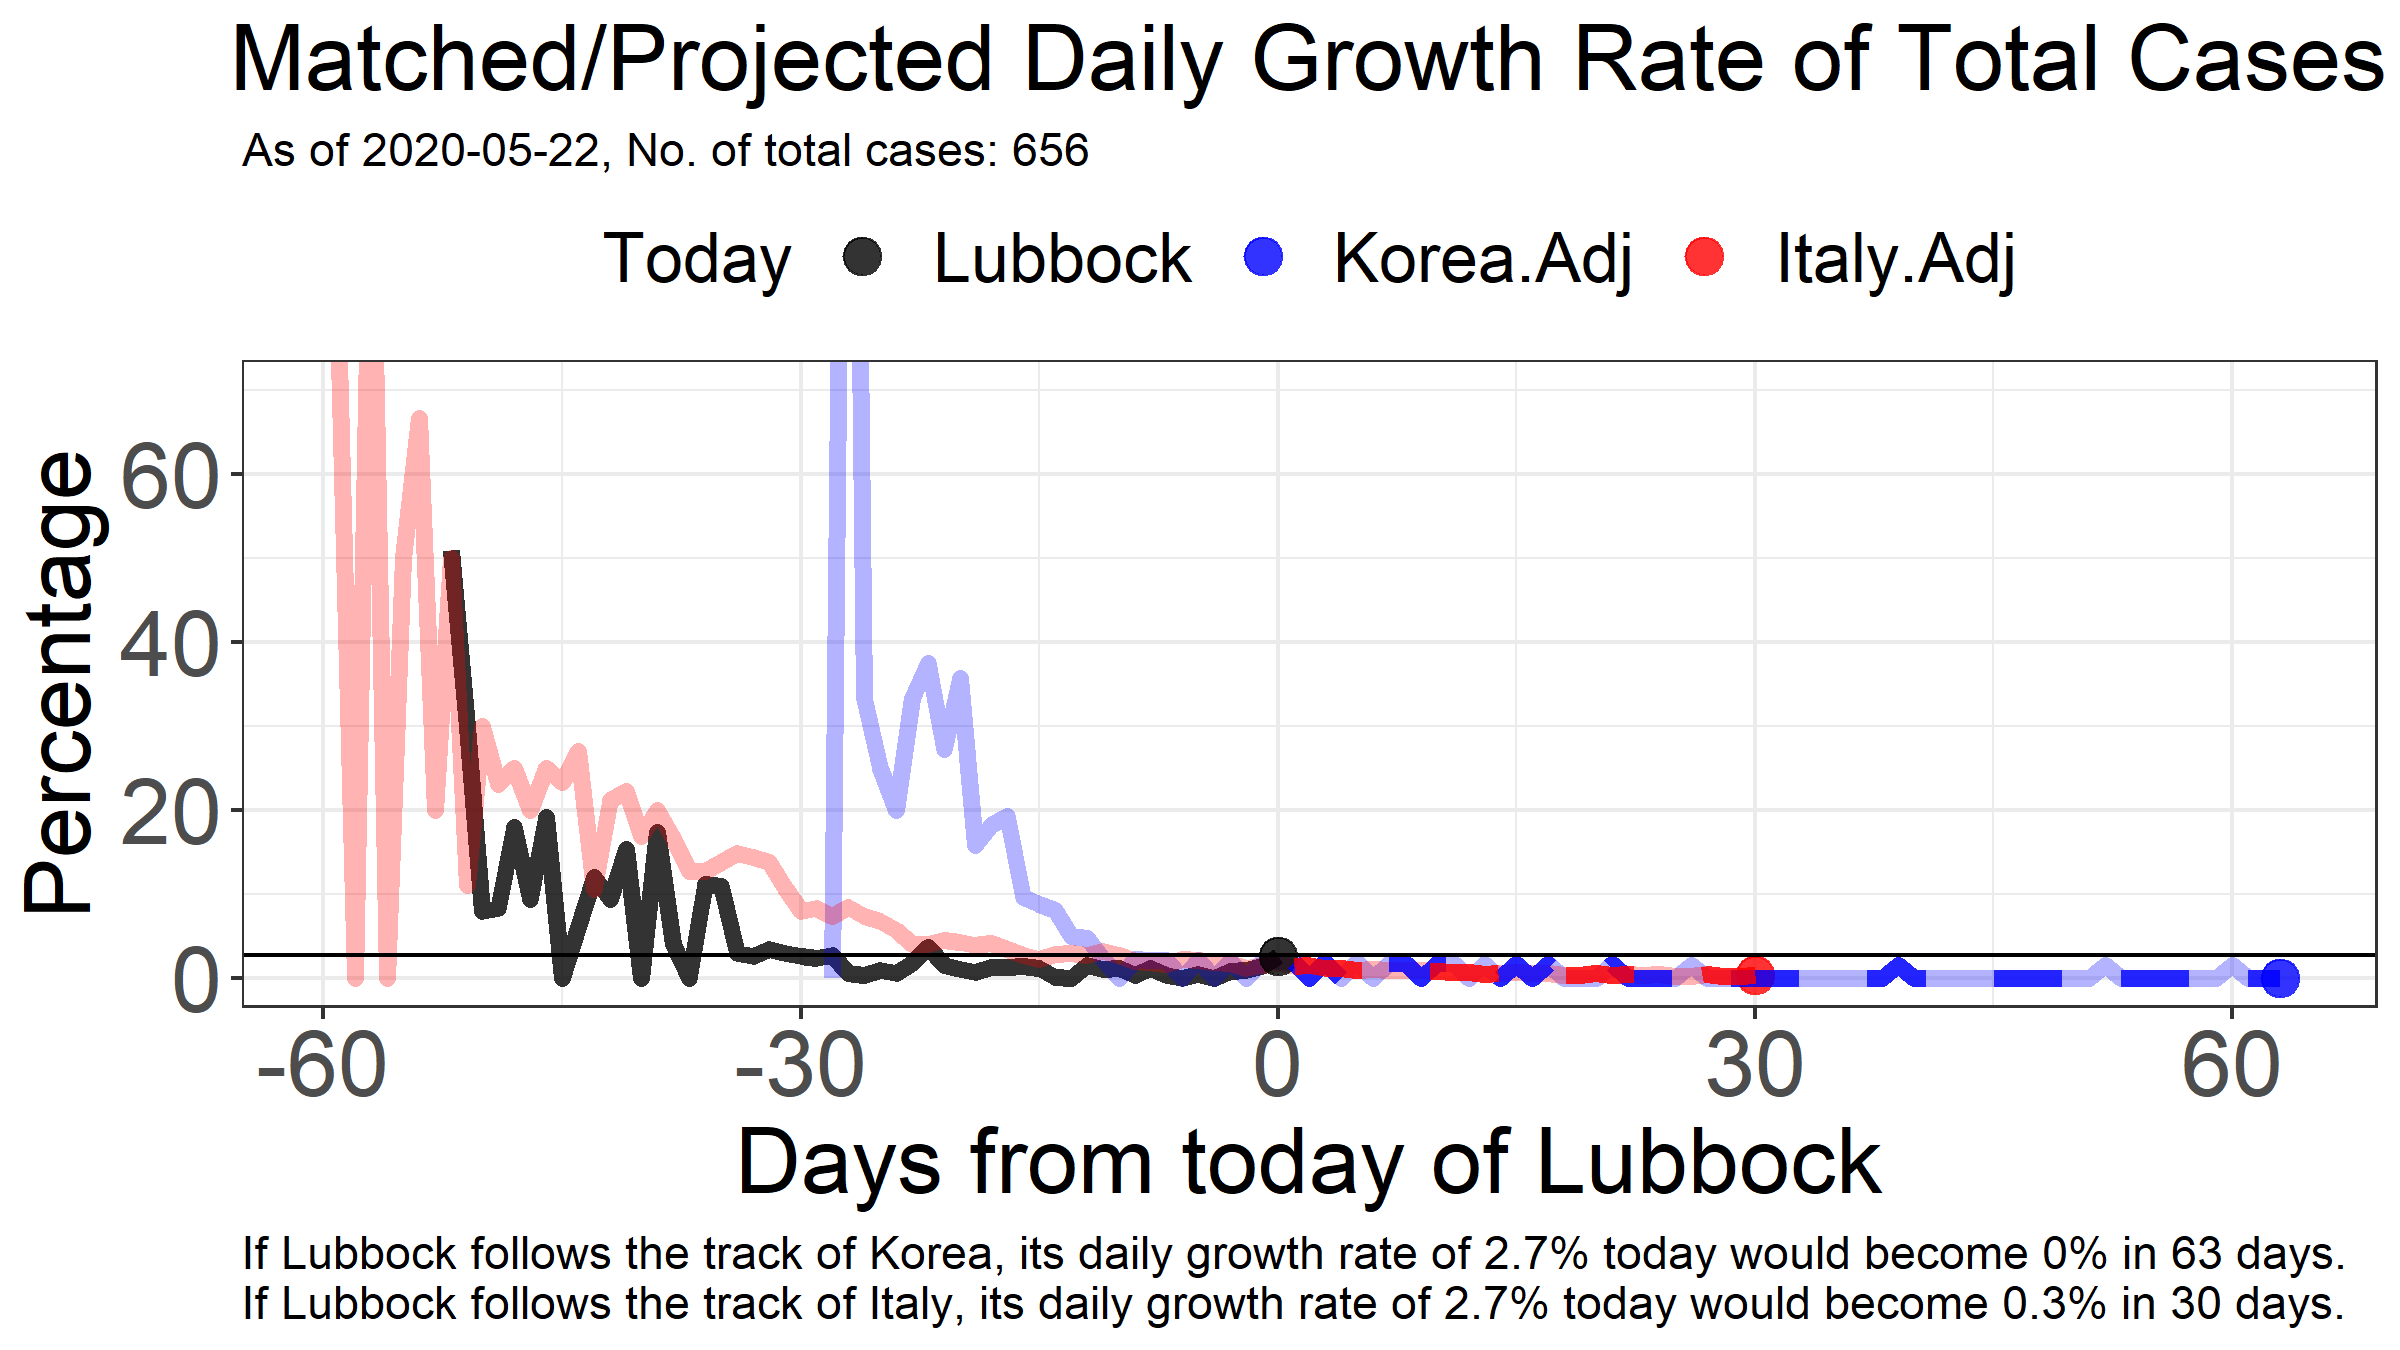 Matched/Projected Daily Growth Rate of Total Cases
As of 2020-05-22, No. of total cases: 656
Today Lubbock Korea.Adj Italy.Adj
Percentage
60
40
20
0
-60 -30 0 30 60
Days from today of Lubbock
If Lubbock follows the track of Korea, its daily growth rate of 2.7% today would become 0% in 63 days.
If Lubbock follows the track of Italy, its daily growth rate of 2.7% today would become 0.3% in 30 days.